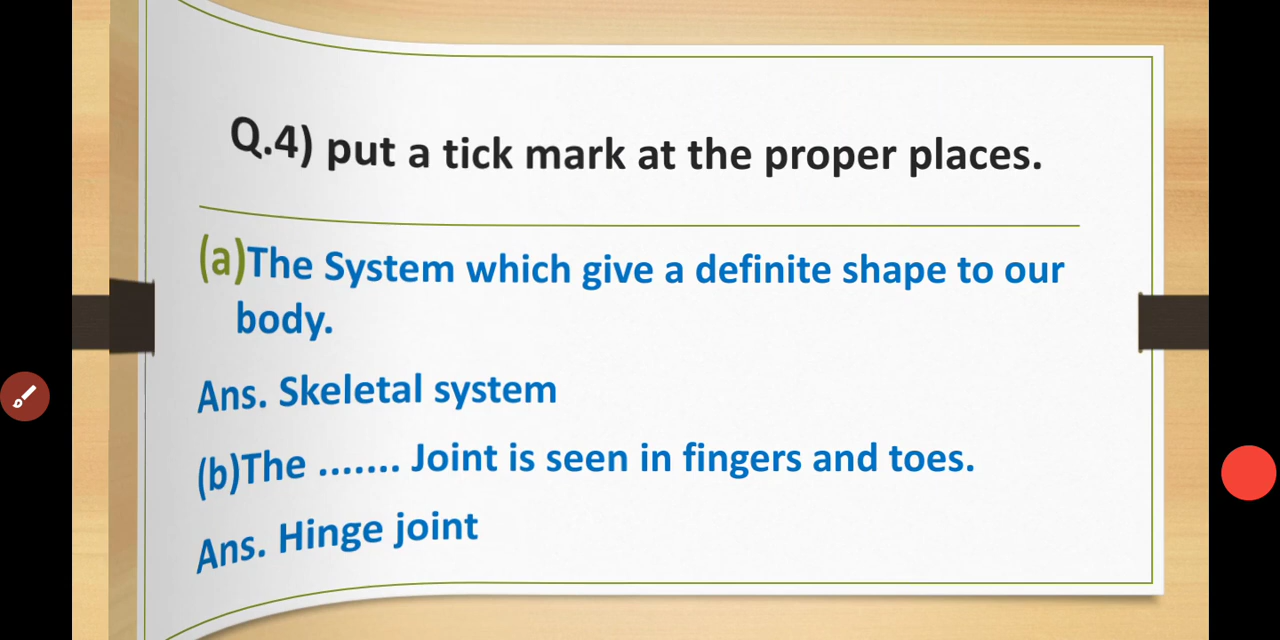 Q.4) put a tick mark at the proper places.
(a)The System which give a definite shape to our
body.
Ans. Skeletal system
(b)The ....... Joint is seen in fingers and toes.
Ans. Hinge joint